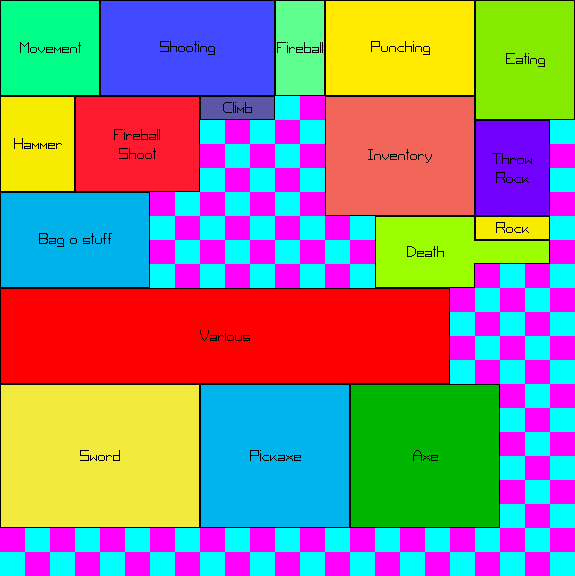 Movement
Shooting
Fireball
Punching
Eating
Hammer
Fireball
Shoot
Climb
Inventory
Throw
Rock
Bag o stuff
Death
Rock
Various
Sword
Pickaxe
Axe